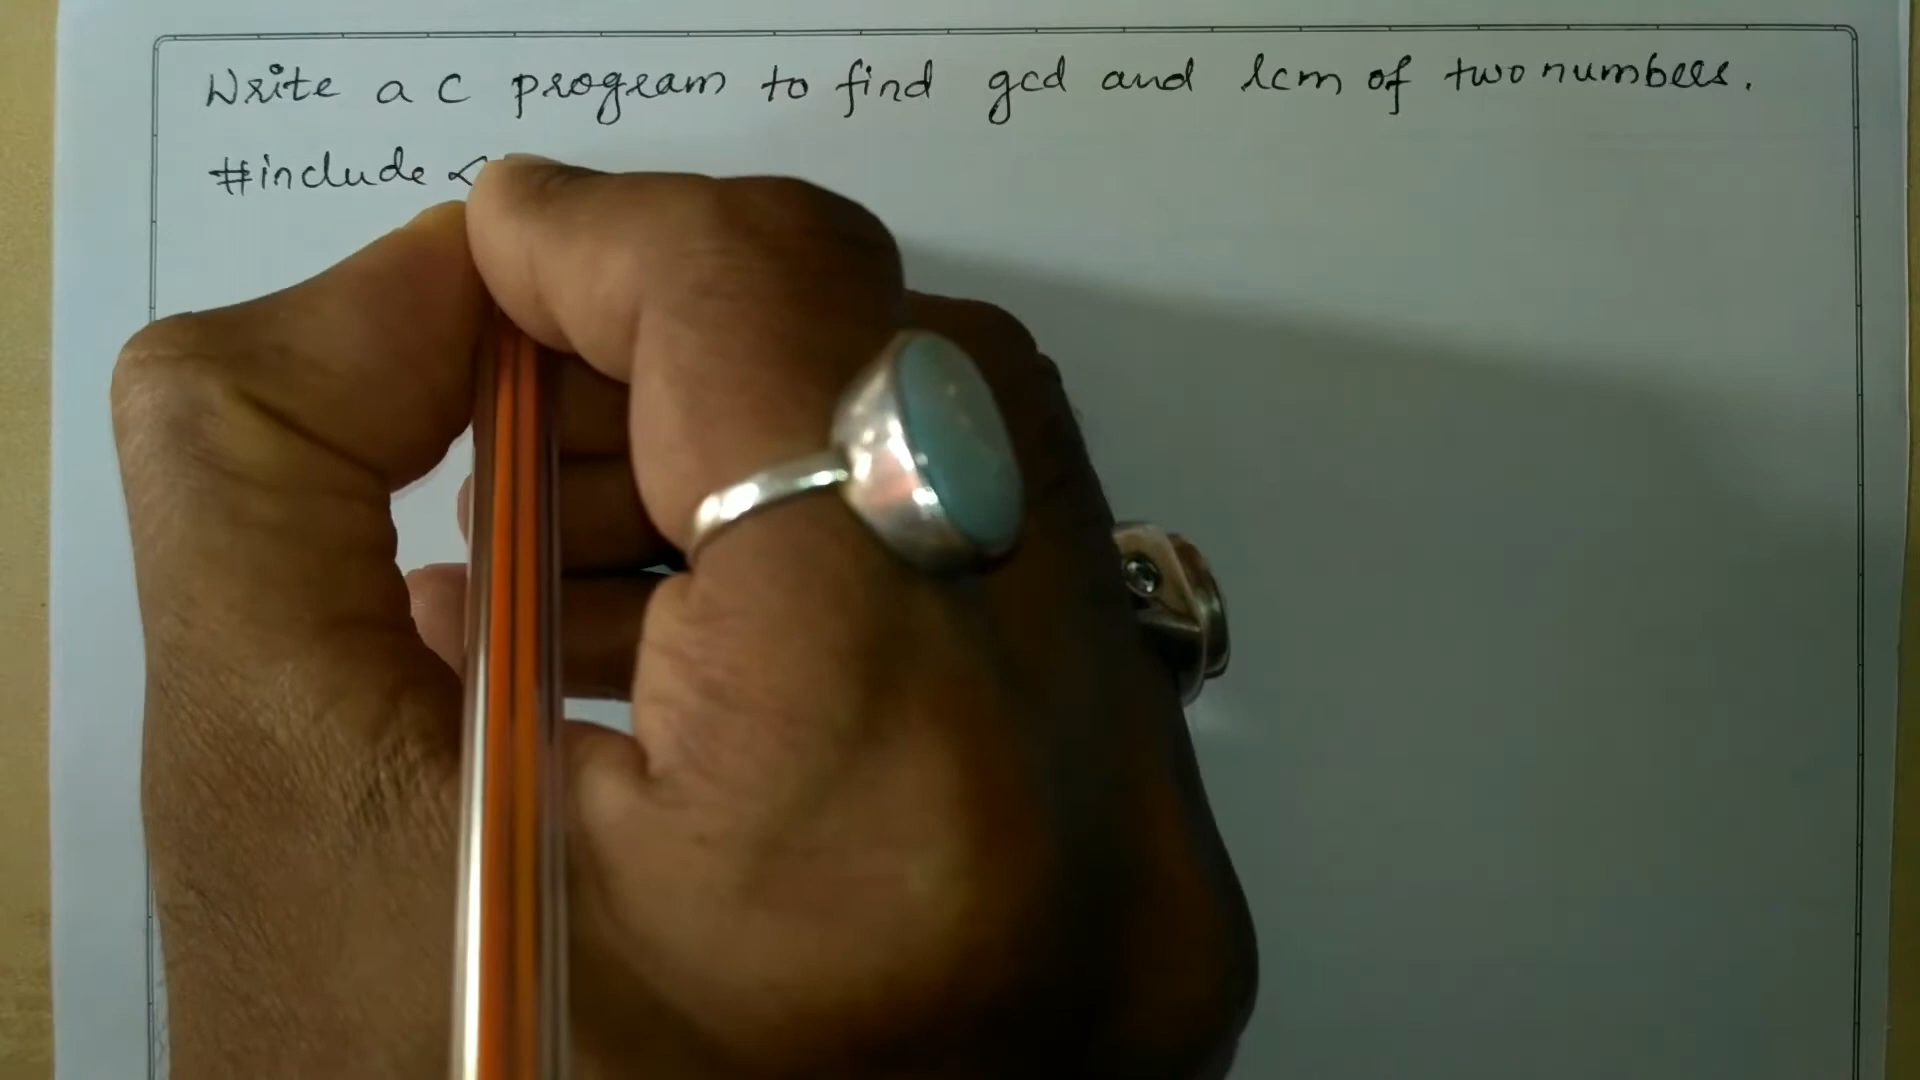 Write a C program to find gcd and lcm of two numbers.
#include <